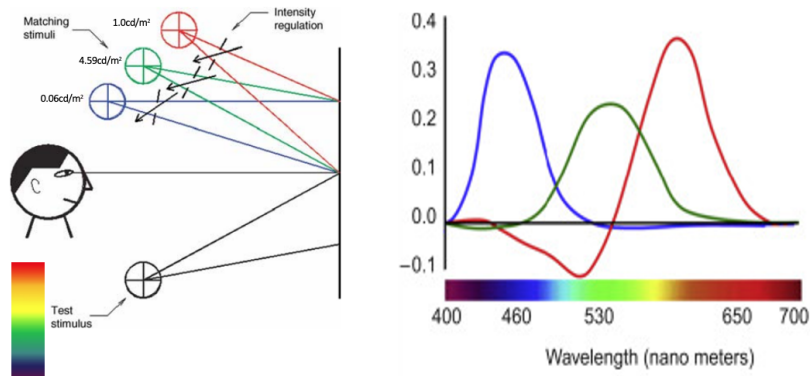 Matching
stimuli
1.0cd/m²
Intensity
regulation
4.59cd/m²
0.06cd/m²
Test
stimulus
0.4
0.3
0.2
0.1
0.0
−0.1
400 460 530 650 700
Wavelength (nano meters)